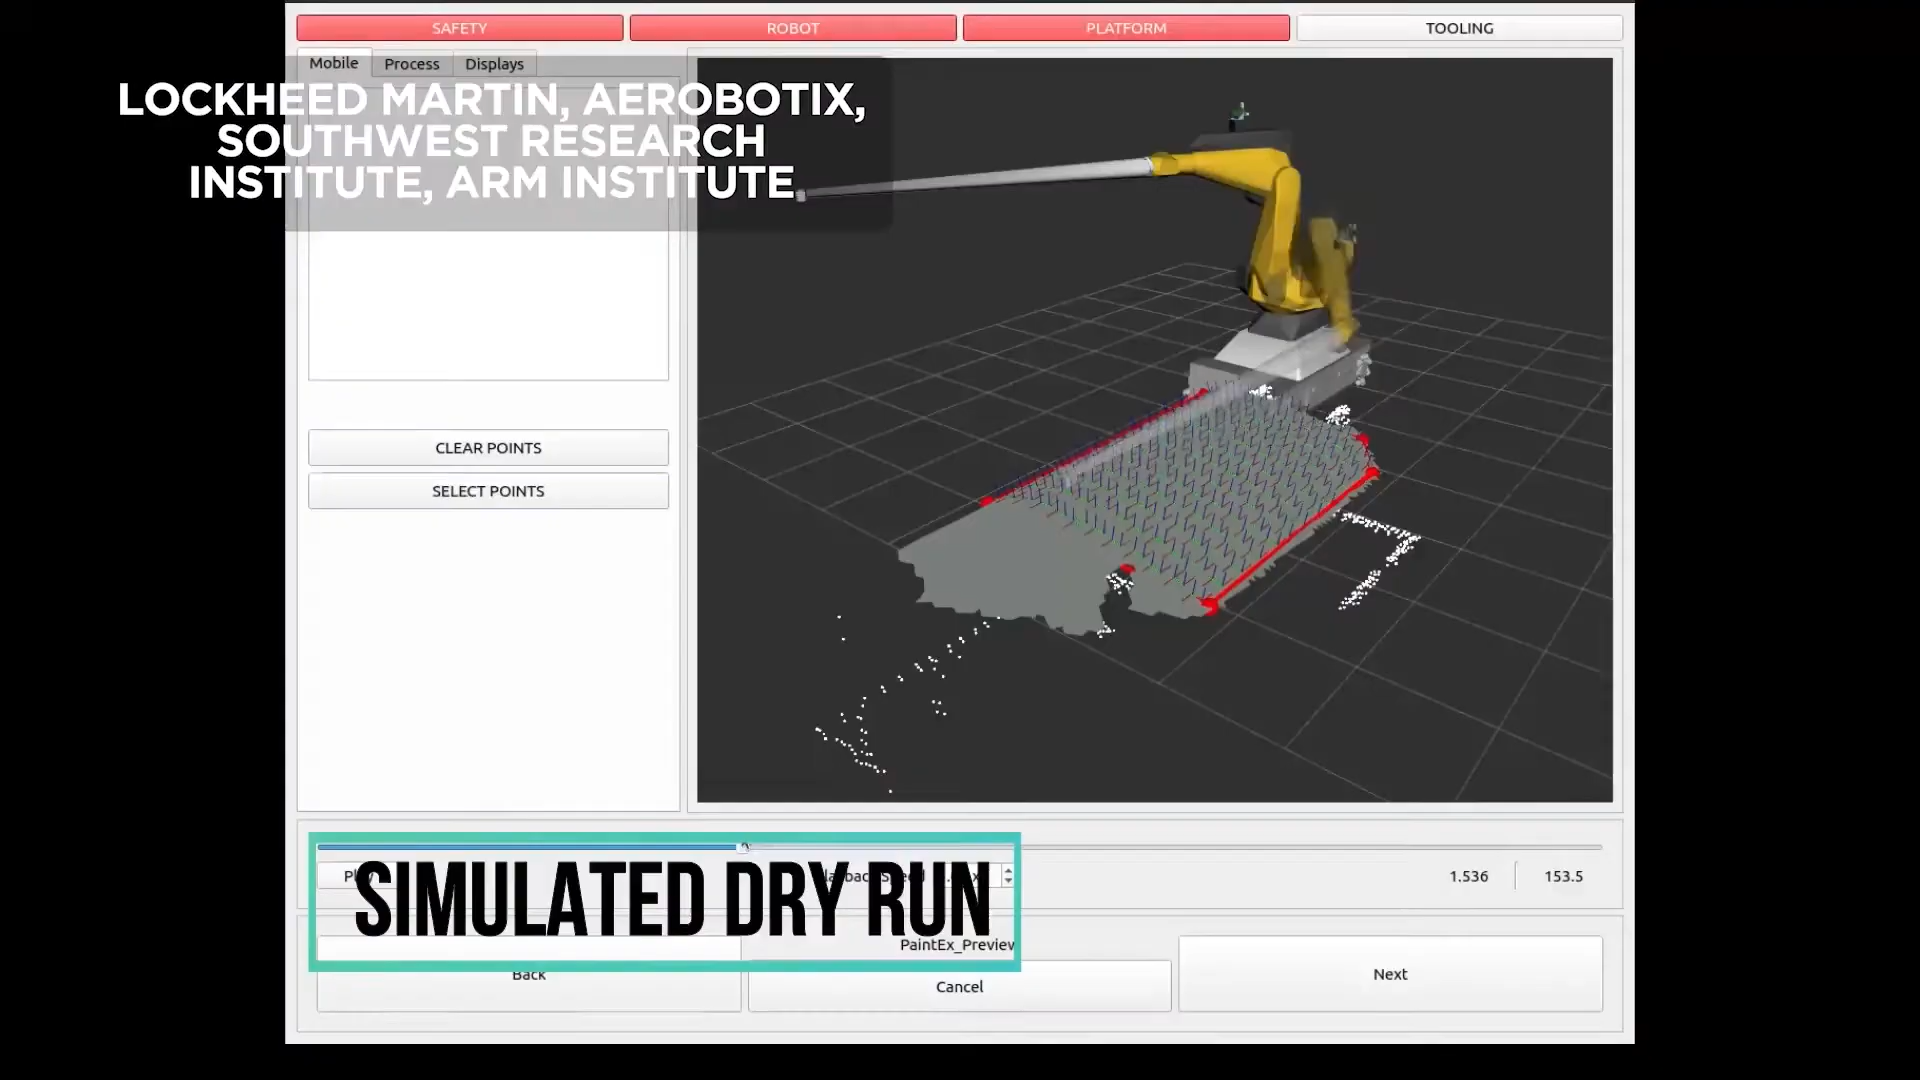 SAFETY
ROBOT
PLATFORM
TOOLING
Mobile
Process
Displays
LOCKHEED MARTIN, AEROBOTIX,
SOUTHWEST RESEARCH
INSTITUTE, ARM INSTITUTE
CLEAR POINTS
SELECT POINTS
1.536
153.5
SIMULATED DRY RUN
PaintEx_Preview
Back
Cancel
Next